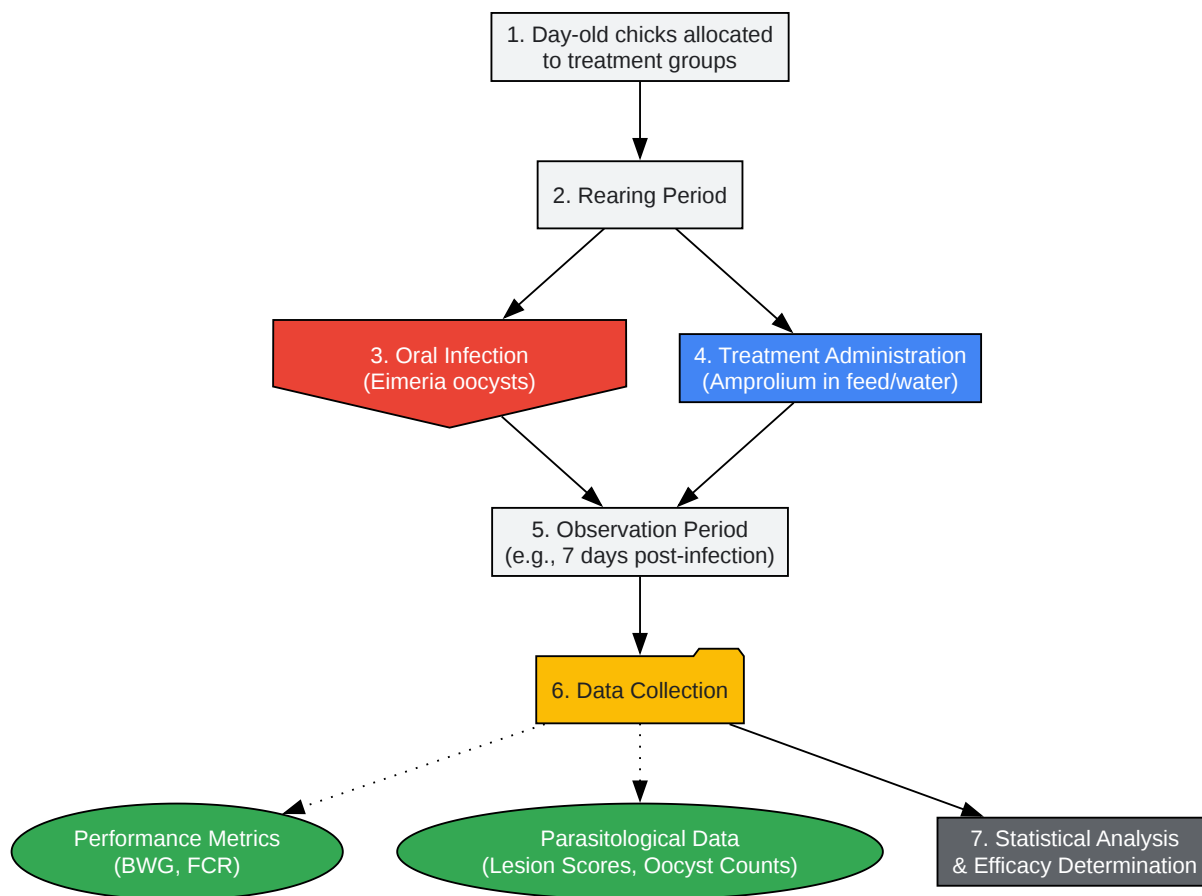 1. Day-old chicks allocated
to treatment groups
2. Rearing Period
3. Oral Infection
(Eimeria oocysts)
4. Treatment Administration
(Amprolium in feed/water)
5. Observation Period
(e.g., 7 days post-infection)
6. Data Collection
Performance Metrics
(BWG, FCR)
Parasitological Data
(Lesion Scores, Oocyst Counts)
7. Statistical Analysis
& Efficacy Determination